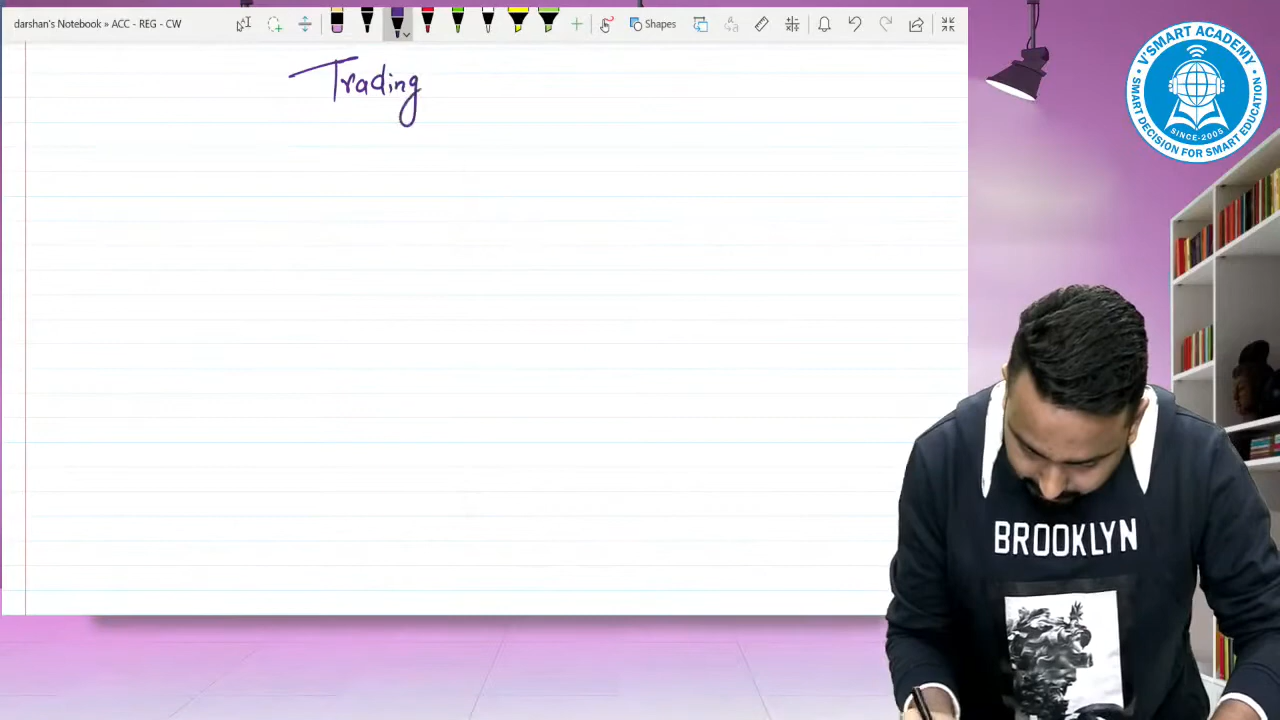 darshan's Notebook » ACC - REG - CW
Shapes
Trading
V'SMART ACADEMY
SINCE-2005
SMART DECISION FOR SMART EDUCATION
BROOKLYN